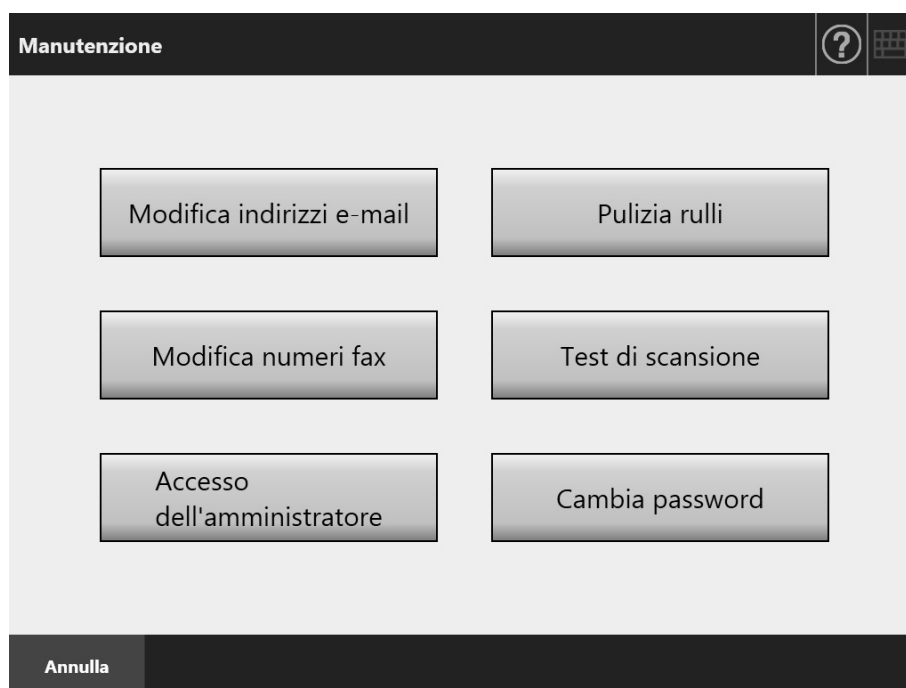 Manutenzione
Modifica indirizzi e-mail
Pulizia rulli
Modifica numeri fax
Test di scansione
Accesso
dell'amministratore
Cambia password
Annulla